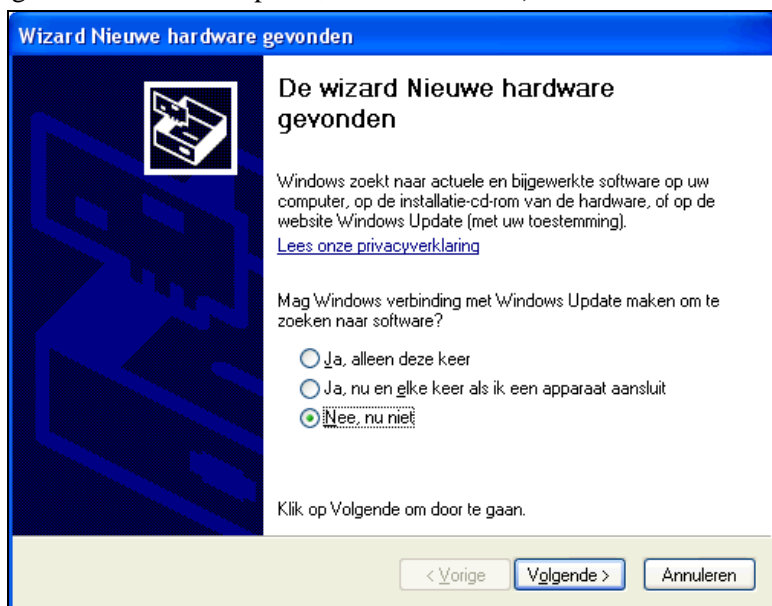 Wizard Nieuwe hardware gevonden
De wizard Nieuwe hardware
gevonden
Windows zoekt naar actuele en bijgewerkte software op uw
computer, op de installatie-cd-rom van de hardware, of op de
website Windows Update (met uw toestemming).
Lees onze privacyverklaring
Mag Windows verbinding met Windows Update maken om te
zoeken naar software?
Ja, alleen deze keer
Ja, nu en elke keer als ik een apparaat aansluit
Nee, nu niet
Klik op Volgende om door te gaan.
< Vorige
Volgende >
Annuleren